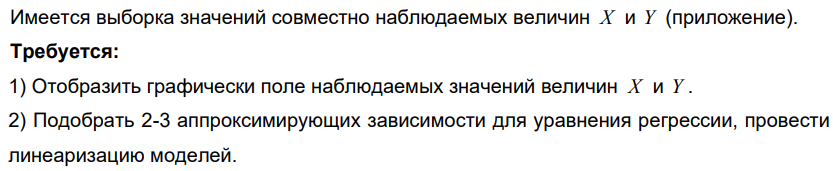 Имеется выборка значений совместно наблюдаемых величин X и Y (приложение).
Требуется:
1) Отобразить графически поле наблюдаемых значений величин X и Y.
2) Подобрать 2-3 аппроксимирующих зависимости для уравнения регрессии, провести
линеаризацию моделей.